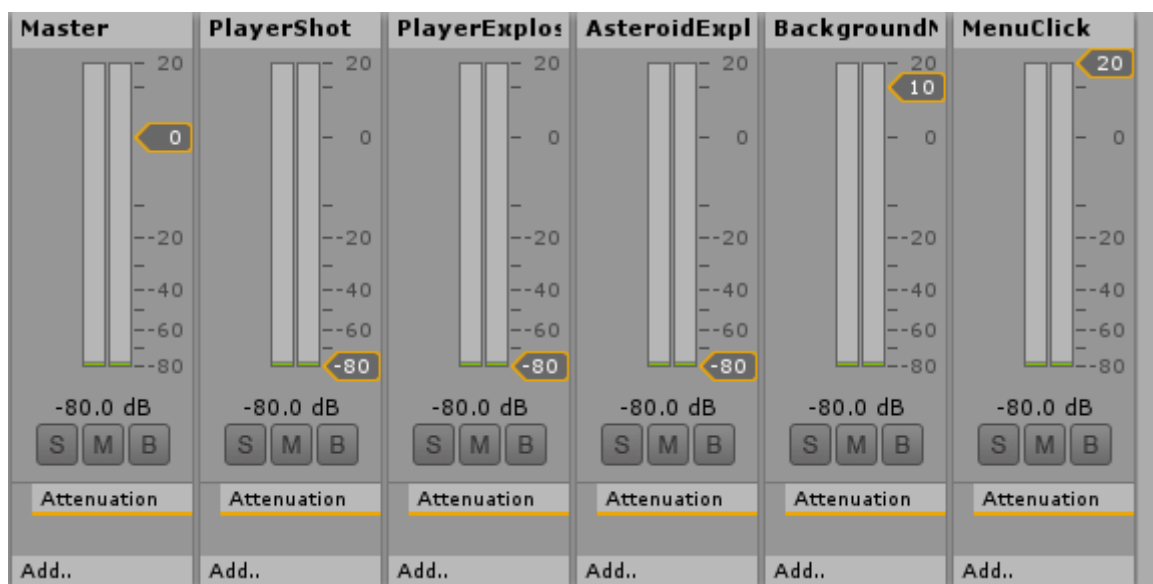 Master PlayerShot PlayerExplos AsteroidExpl BackgroundN MenuClick
20 20 20 20 20 20
10
0 0 0 0 0 0
-20 -20 -20 -20 -20 -20
-40 -40 -40 -40 -40 -40
-60 -60 -60 -60 -60 -60
-80 -80 -80 -80 -80 -80
-80.0 dB -80.0 dB -80.0 dB -80.0 dB -80.0 dB -80.0 dB
S M B S M B S M B S M B S M B S M B
Attenuation Attenuation Attenuation Attenuation Attenuation Attenuation
Add.. Add.. Add.. Add.. Add.. Add..